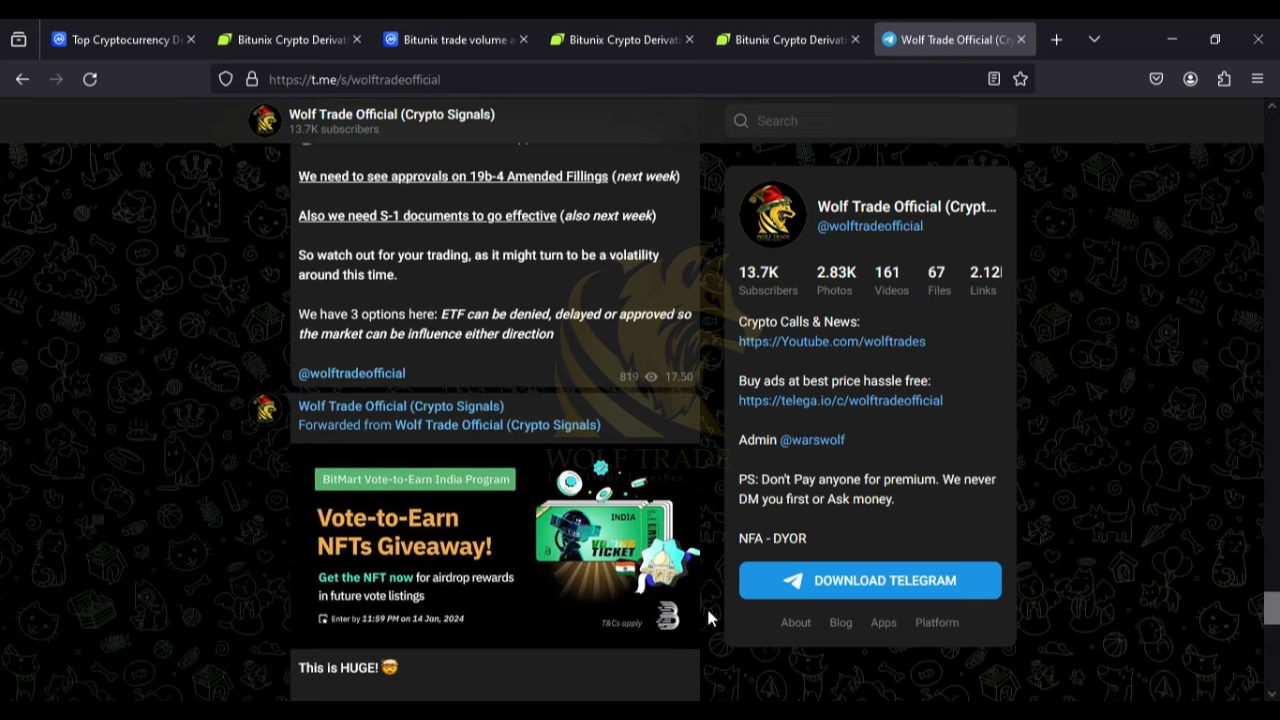 Top Cryptocurrency D
Bitunix Crypto Derivat
Bitunix trade volume a
Bitunix Crypto Derivat
Bitunix Crypto Derivat
Wolf Trade Official (Cr
https://t.me/s/wolftradeofficial
Wolf Trade Official (Crypto Signals)
13.7K subscribers
Search
We need to see approvals on 19b-4 Amended Fillings (next week)
Also we need S-1 documents to go effective (also next week)
So watch out for your trading, as it might turn to be a volatility
around this time.
We have 3 options here: ETF can be denied, delayed or approved so
the market can be influence either direction
@wolftradeofficial
819 17:50
Wolf Trade Official (Crypto Signals)
Forwarded from Wolf Trade Official (Crypto Signals)
BitMart Vote-to-Earn India Program
Vote-to-Earn
NFTs Giveaway!
Get the NFT now for airdrop rewards
in future vote listings
Enter by 11:59 PM on 14 Jan, 2024
T&Cs apply
INDIA
TICKET
This is HUGE! 🤯
WOLF TRADE
Wolf Trade Official (Crypt...
@wolftradeofficial
13.7K 2.83K 161 67 2.12
Subscribers Photos Videos Files Links
Crypto Calls & News:
https://Youtube.com/wolftrades
Buy ads at best price hassle free:
https://telega.io/c/wolftradeofficial
Admin @warswolf
PS: Don't Pay anyone for premium. We never
DM you first or Ask money.
NFA - DYOR
DOWNLOAD TELEGRAM
About Blog Apps Platform